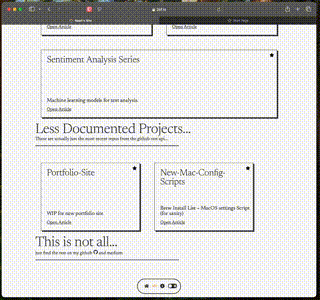 Open Article
Open Article
Sentiment Analysis Series
Machine learning models for text analysis
Open Article
Less Documented Projects...
These are usually just the most recent repos from the github rest api...
Portfolio-Site
WIP for new portfolio site
Open Article
New-Mac-Config-
Scripts
Brew Install List - MacOS settings Script
(for sanity)
Open Article
This is not all...
just find the rest on my github and medium